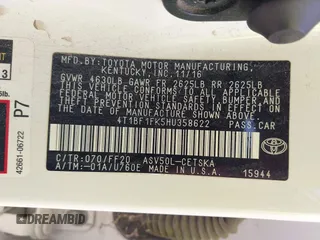 MFD. BY:
TOYOTA MOTOR MANUFACTURING,
KENTUCKY, INC. 11/16
GVWR 4630LB GAWR FR 2625LB RR 2625LB
THIS VEHICLE CONFORMS TO ALL APPLICABLE
FEDERAL MOTOR VEHICLE SAFETY, BUMPER, AND
THEFT PREVENTION STANDARDS IN EFFECT ON
THE DATE OF MANUFACTURE SHOWN ABOVE.
4T1BF1FK5HU358622 PASS. CAR
C/TR: 070/FF20 ASV50L-CETSKA
A/TM: -01A/U760E MADE IN U.S.A.
15944
P7
42661-06722
3
DREAMBID